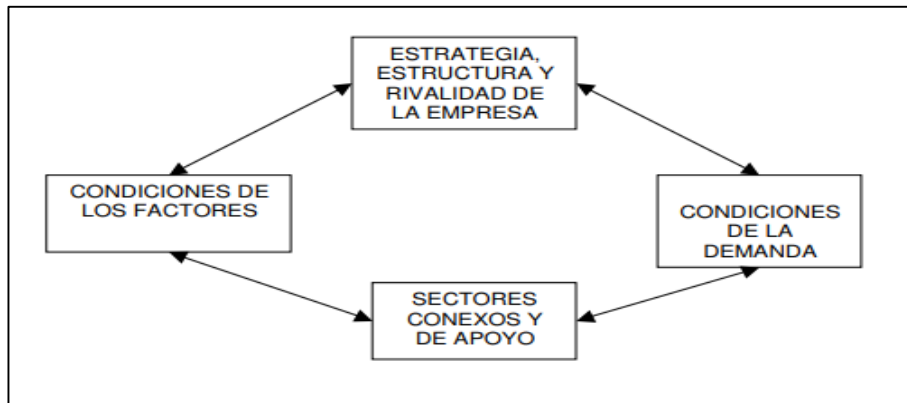 ESTRATEGIA,
ESTRUCTURA Y
RIVALIDAD DE
LA EMPRESA
CONDICIONES DE
LOS FACTORES
CONDICIONES
DE LA
DEMANDA
SECTORES
CONEXOS Y
DE APOYO